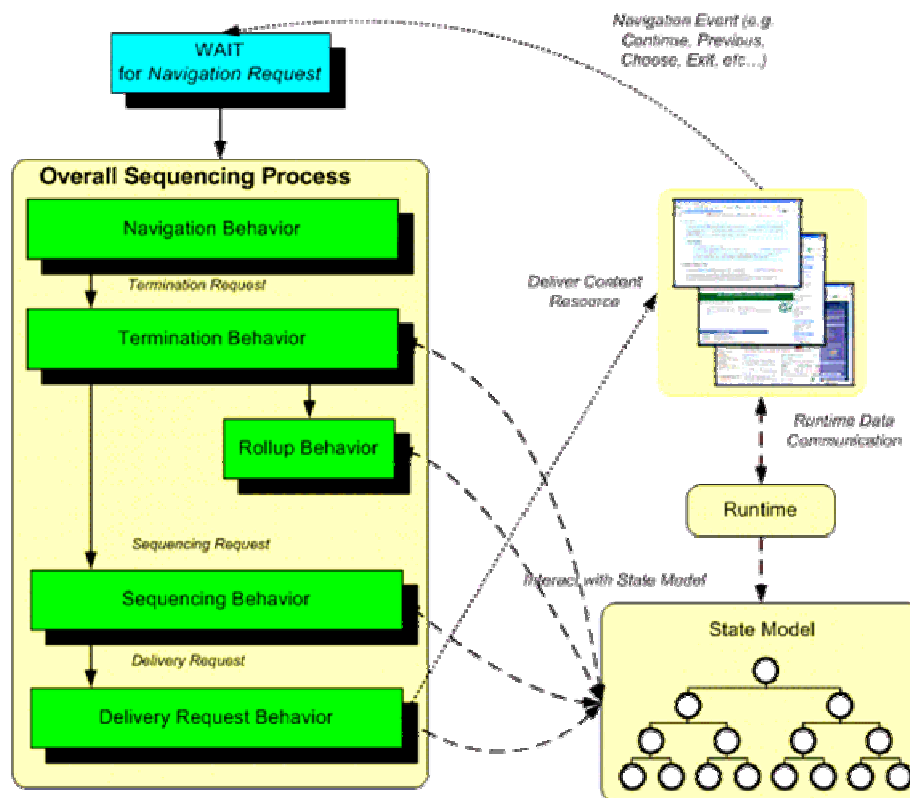 Navigation Event (e.g.
Continue, Previous,
Choose, Exit, etc...)
WAIT
for Navigation Request
Overall Sequencing Process
Navigation Behavior
Termination Request
Deliver Content
Resource
Termination Behavior
Rollup Behavior
Runtime Data
Communication
Runtime
Sequencing Request
Interact with State Model
Sequencing Behavior
Delivery Request
State Model
Delivery Request Behavior